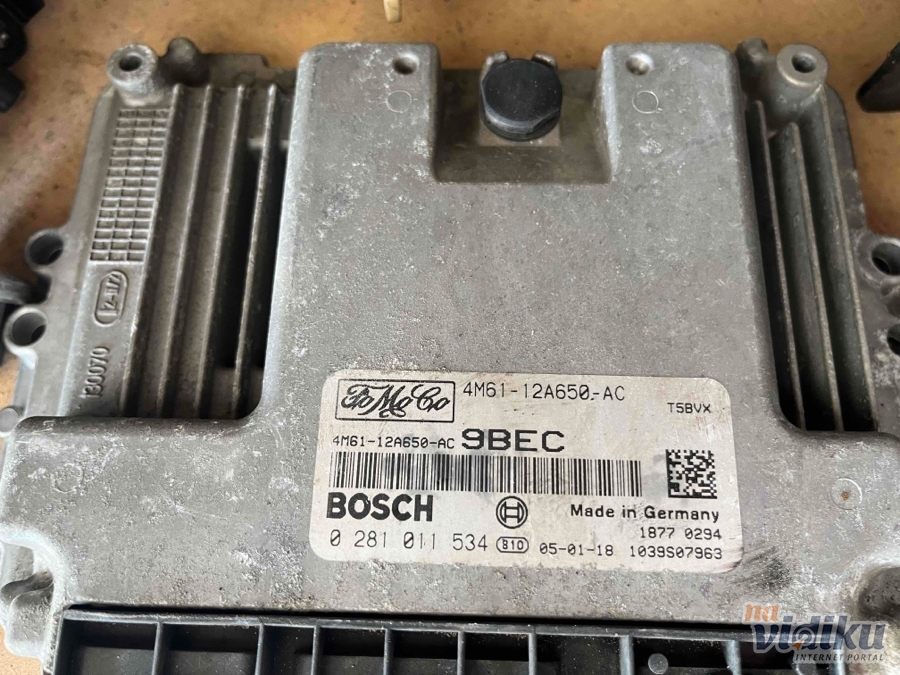 130070
FoMoCo
4M61-12A650-AC
T5BVX
4M61-12A650-AC 9BEC
BOSCH
Made in Germany
1877 0294
0 281 011 534 B10 05-01-18 1039S07963
na
vidiku
INTERNET PORTAL